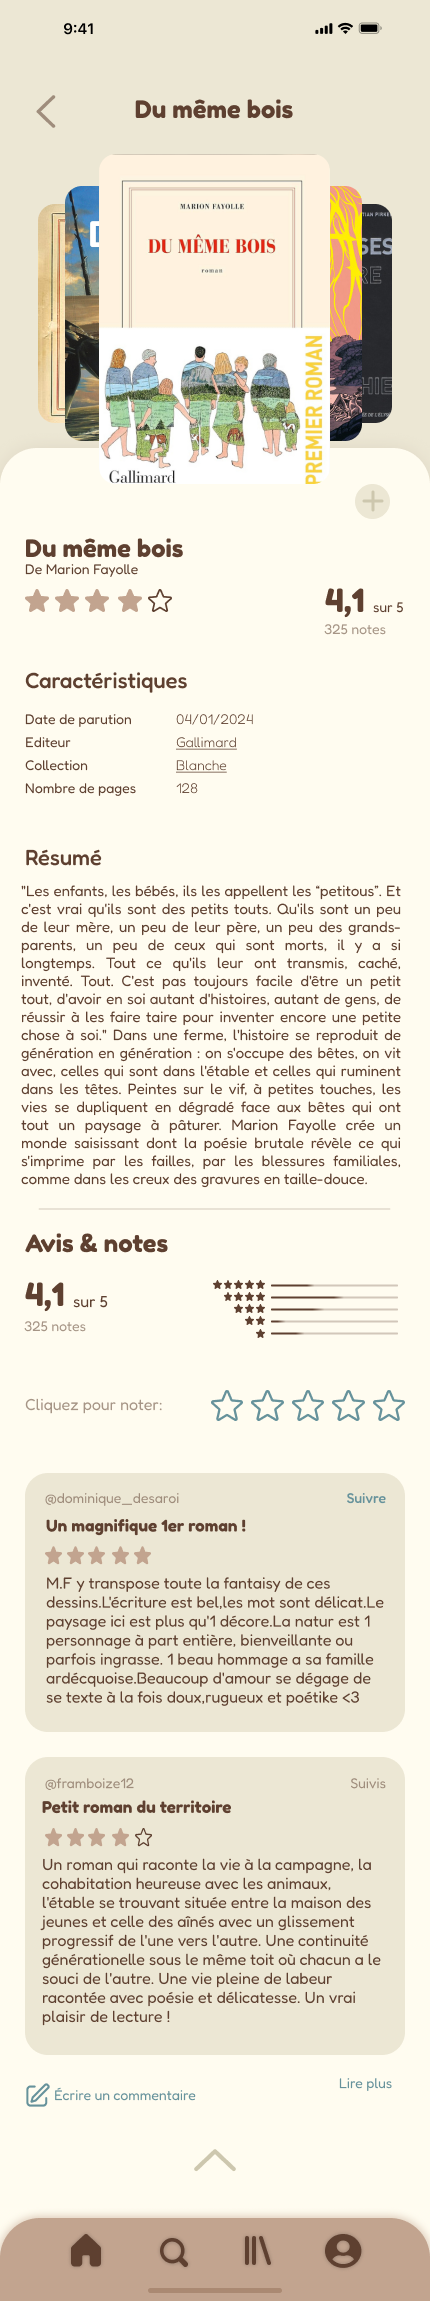 9:41
Du même bois
TIAN PIRKE
SES
RE
HIE
MARION FAYOLLE
DU MÊME BOIS
roman
PREMIER ROMAN
Gallimard
Du même bois
De Marion Fayolle
4,1 sur 5
325 notes
Caractéristiques
Date de parution 04/01/2024
Editeur Gallimard
Collection Blanche
Nombre de pages 128
Résumé
"Les enfants, les bébés, ils les appellent les “petitous”. Et
c'est vrai qu'ils sont des petits touts. Qu'ils sont un peu
de leur mère, un peu de leur père, un peu des grands-
parents, un peu de ceux qui sont morts, il y a si
longtemps. Tout ce qu'ils leur ont transmis, caché,
inventé. Tout. C'est pas toujours facile d'être un petit
tout, d'avoir en soi autant d'histoires, autant de gens, de
réussir à les faire taire pour inventer encore une petite
chose à soi." Dans une ferme, l'histoire se reproduit de
génération en génération : on s'occupe des bêtes, on vit
avec, celles qui sont dans l'étable et celles qui ruminent
dans les têtes. Peintes sur le vif, à petites touches, les
vies se dupliquent en dégradé face aux bêtes qui ont
tout un paysage à pâturer. Marion Fayolle crée un
monde saisissant dont la poésie brutale révèle ce qui
s'imprime par les failles, par les blessures familiales,
comme dans les creux des gravures en taille-douce.
Avis & notes
4,1 sur 5
325 notes
Cliquez pour noter:
@dominique_desaroi Suivre
Un magnifique 1er roman !
M.F y transpose toute la fantaisy de ces
dessins.L'écriture est bel,les mot sont délicat.Le
paysage ici est plus qu'1 décore.La natur est 1
personnage à part entière, bienveillante ou
parfois ingrasse. 1 beau hommage a sa famille
ardécquoise.Beaucoup d'amour se dégage de
se texte à la fois doux,rugueux et poétike <3
@framboize12 Suivis
Petit roman du territoire
Un roman qui raconte la vie à la campagne, la
cohabitation heureuse avec les animaux,
l'étable se trouvant située entre la maison des
jeunes et celle des aînés avec un glissement
progressif de l'une vers l'autre. Une continuité
générationelle sous le même toit où chacun a le
souci de l'autre. Une vie pleine de labeur
racontée avec poésie et délicatesse. Un vrai
plaisir de lecture !
Lire plus
Écrire un commentaire